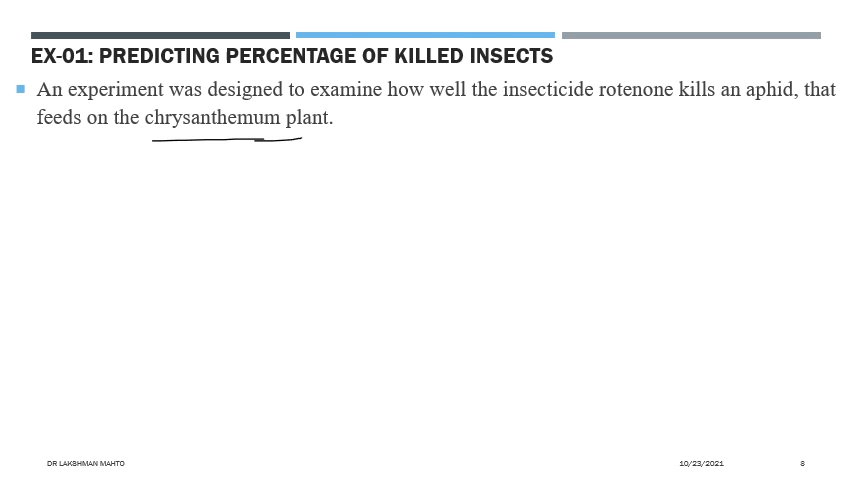 EX-01: PREDICTING PERCENTAGE OF KILLED INSECTS
An experiment was designed to examine how well the insecticide rotenone kills an aphid, that
feeds on the chrysanthemum plant.
DR LAKSHMAN MAHTO 10/23/2021 8